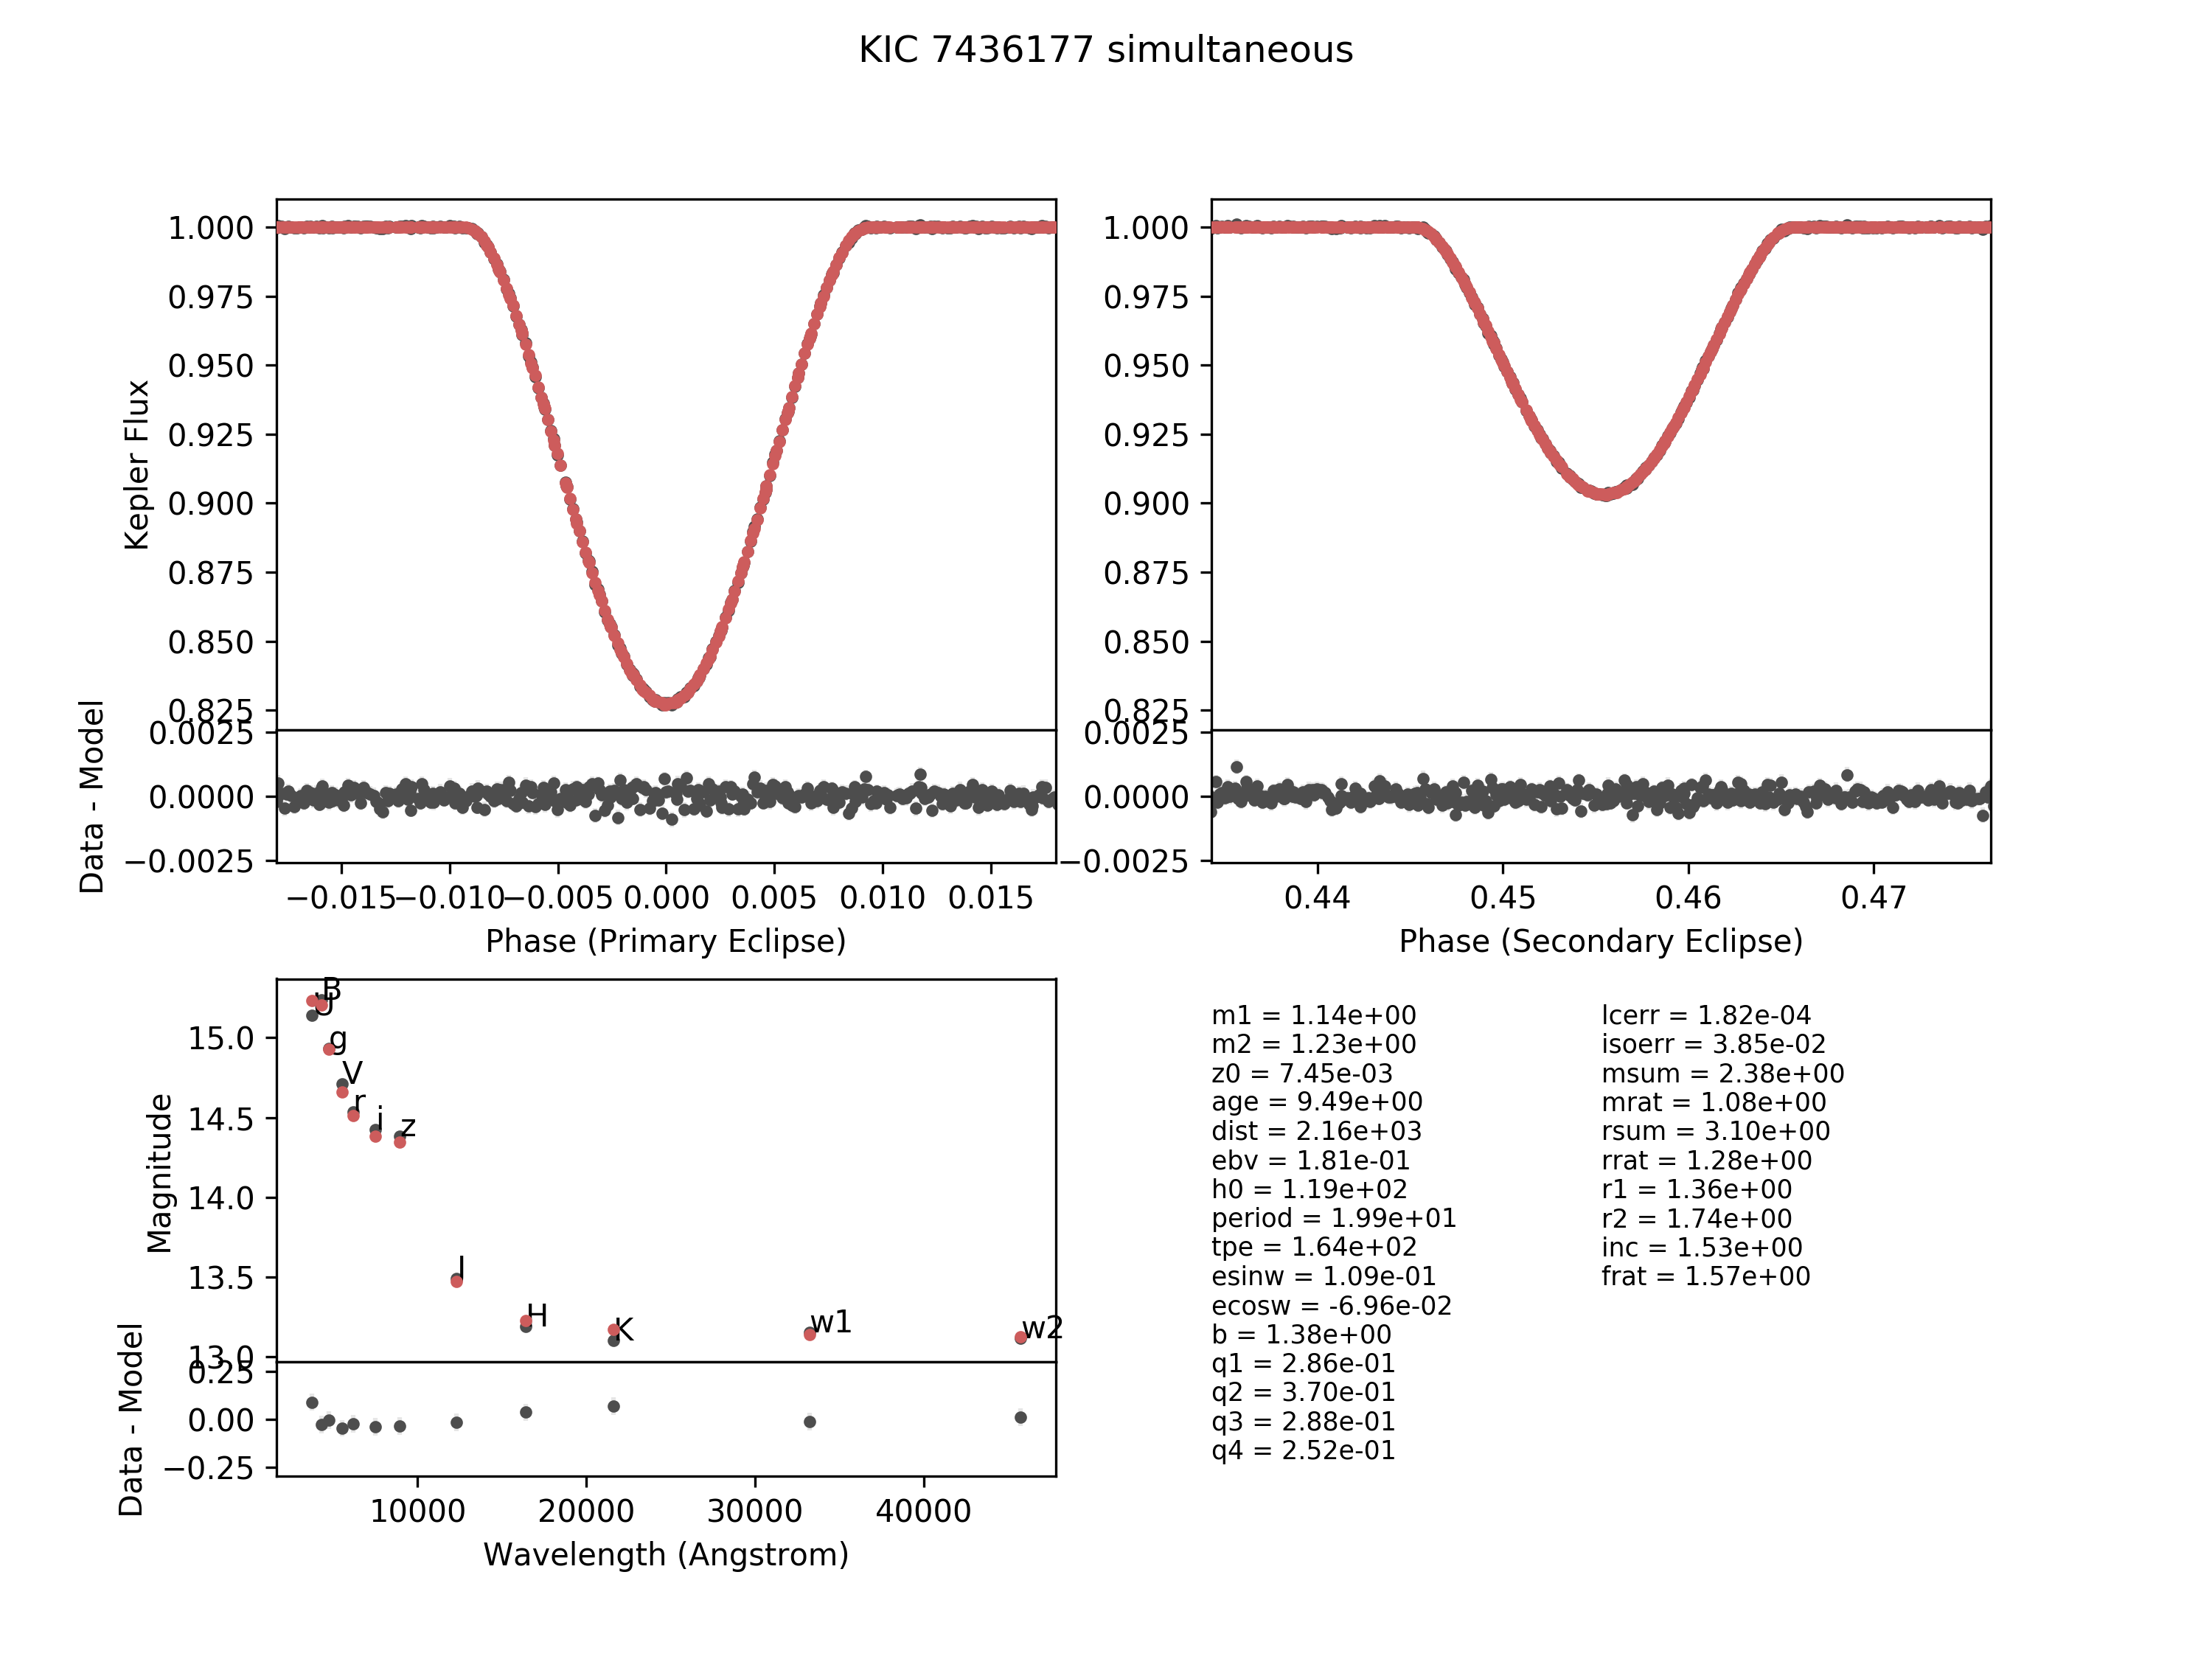 KIC 7436177 simultaneous
Kepler Flux
1.000
0.975
0.950
0.925
0.900
0.875
0.850
0.825
1.000
0.975
0.950
0.925
0.900
0.875
0.850
0.825
Data - Model
0.0025
0.0000
−0.0025
0.0025
0.0000
−0.0025
−0.015 −0.010 −0.005 0.000 0.005 0.010 0.015
0.44 0.45 0.46 0.47
Phase (Primary Eclipse)
Phase (Secondary Eclipse)
Magnitude
15.0
14.5
14.0
13.5
13.0
B
U
g
V
r
i
z
J
H
K
w1
w2
Data - Model
0.25
0.00
−0.25
10000 20000 30000 40000
Wavelength (Angstrom)
m1 = 1.14e+00
m2 = 1.23e+00
z0 = 7.45e-03
age = 9.49e+00
dist = 2.16e+03
ebv = 1.81e-01
h0 = 1.19e+02
period = 1.99e+01
tpe = 1.64e+02
esinw = 1.09e-01
ecosw = -6.96e-02
b = 1.38e+00
q1 = 2.86e-01
q2 = 3.70e-01
q3 = 2.88e-01
q4 = 2.52e-01
lcerr = 1.82e-04
isoerr = 3.85e-02
msum = 2.38e+00
mrat = 1.08e+00
rsum = 3.10e+00
rrat = 1.28e+00
r1 = 1.36e+00
r2 = 1.74e+00
inc = 1.53e+00
frat = 1.57e+00